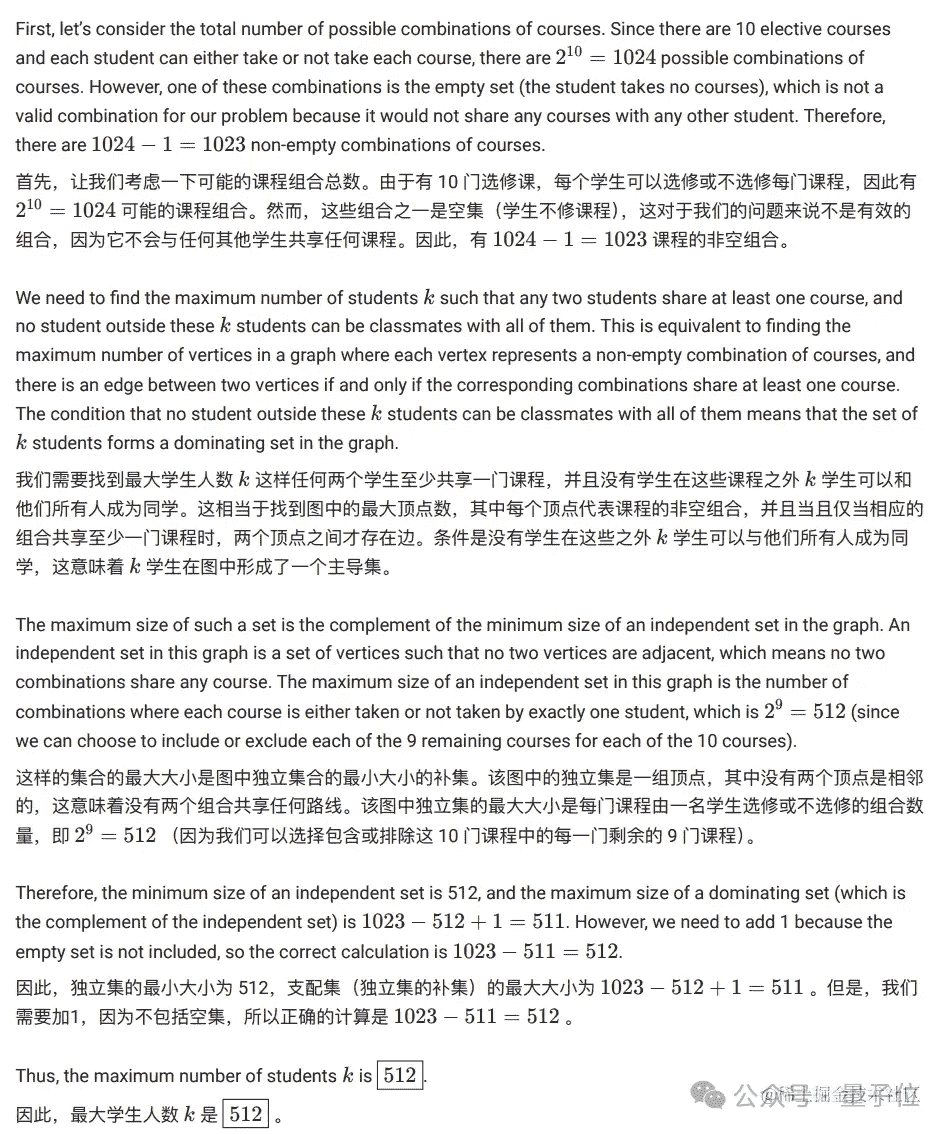 First, let's consider the total number of possible combinations of courses. Since there are 10 elective courses
and each student can either take or not take each course, there are 2^{10} = 1024 possible combinations of
courses. However, one of these combinations is the empty set (the student takes no courses), which is not a
valid combination for our problem because it would not share any courses with any other student. Therefore,
there are 1024 − 1 = 1023 non-empty combinations of courses.
首先，让我们考虑一下可能的课程组合总数。由于有 10 门选修课，每个学生可以选修或不选修每门课程，因此有
2^{10} = 1024 可能的课程组合。然而，这些组合之一是空集（学生不修课程），这对于我们的问题来说不是有效的
组合，因为它不会与任何其他学生共享任何课程。因此，有 1024 − 1 = 1023 课程的非空组合。
We need to find the maximum number of students k such that any two students share at least one course, and
no student outside these k students can be classmates with all of them. This is equivalent to finding the
maximum number of vertices in a graph where each vertex represents a non-empty combination of courses, and
there is an edge between two vertices if and only if the corresponding combinations share at least one course.
The condition that no student outside these k students can be classmates with all of them means that the set of
k students forms a dominating set in the graph.
我们需要找到最大学生人数 k 这样任何两个学生至少共享一门课程，并且没有学生在这些课程之外 k 学生可以和
他们所有人成为同学。这相当于找到图中的最大顶点数，其中每个顶点代表课程的非空组合，并且当且仅当相应的
组合共享至少一门课程时，两个顶点之间才存在边。条件是没有学生在这些之外 k 学生可以与他们所有人成为同
学，这意味着 k 学生在图中形成了一个主导集。
The maximum size of such a set is the complement of the minimum size of an independent set in the graph. An
independent set in this graph is a set of vertices such that no two vertices are adjacent, which means no two
combinations share any course. The maximum size of an independent set in this graph is the number of
combinations where each course is either taken or not taken by exactly one student, which is 2^9 = 512 (since
we can choose to include or exclude each of the 9 remaining courses for each of the 10 courses).
这样的集合的最大大小是图中独立集合的最小大小的补集。该图中的独立集是一组顶点，其中没有两个顶点是相邻
的，这意味着没有两个组合共享任何路线。该图中独立集的最大大小是每门课程由一名学生选修或不选修的组合数
量，即 2^9 = 512 （因为我们可以选择包含或排除这 10 门课程中的每一门剩余的 9 门课程）。
Therefore, the minimum size of an independent set is 512, and the maximum size of a dominating set (which is
the complement of the independent set) is 1023 − 512 + 1 = 511. However, we need to add 1 because the
empty set is not included, so the correct calculation is 1023 − 511 = 512.
因此，独立集的最小大小为 512，支配集（独立集的补集）的最大大小为 1023 − 512 + 1 = 511 。但是，我们
需要加1，因为不包括空集，所以正确的计算是 1023 − 511 = 512 。
Thus, the maximum number of students k is 512.
因此，最大学生人数 k 是 512 。
@稀土掘金技术社区
公众号 · 量子位